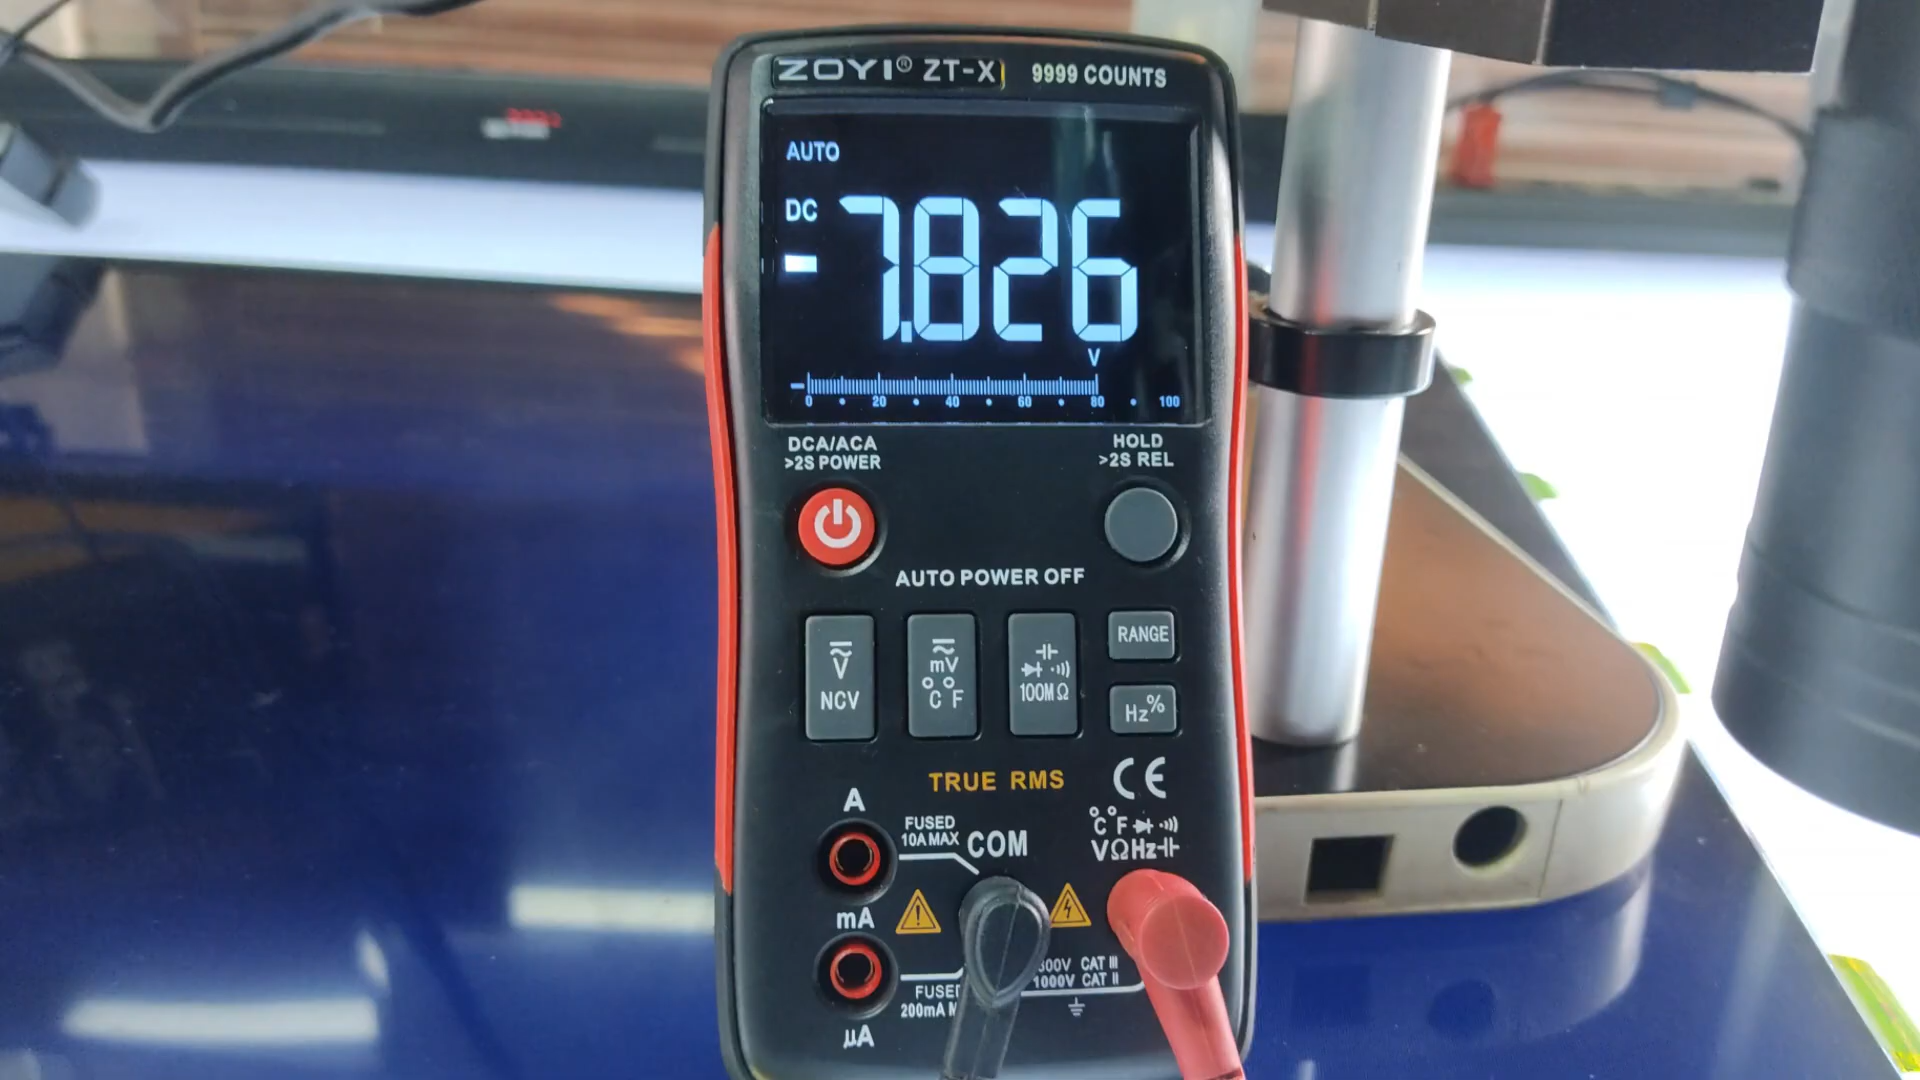 ZOYI® ZT-X 9999 COUNTS
AUTO
DC
-7.826
V
0 20 40 60 80 100
DCA/ACA
>2S POWER
HOLD
>2S REL
AUTO POWER OFF
V
NCV
mV
°C °F
100MΩ
RANGE
Hz%
TRUE RMS
CE
A
FUSED
10A MAX
COM
°C°F
VΩHz
mA
CAT III
1000V CAT II
FUSED
200mA
μA